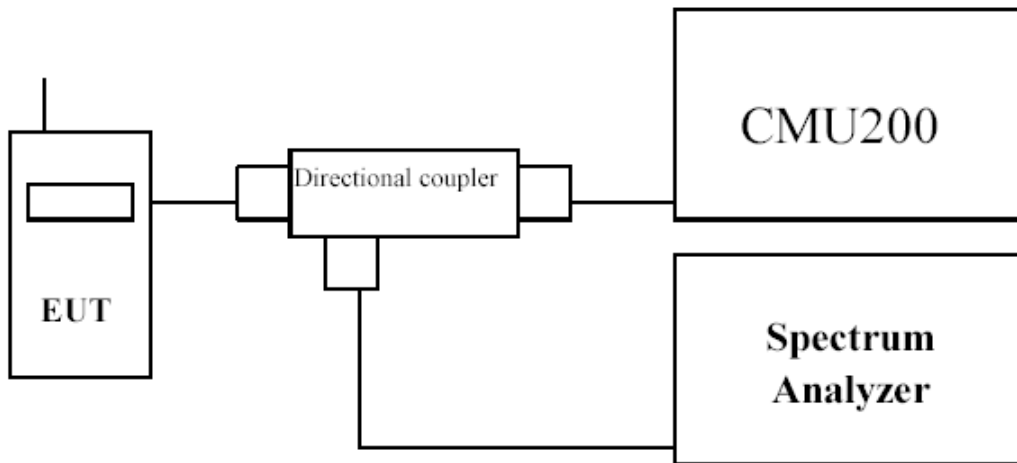 CMU200
Directional coupler
EUT
Spectrum
Analyzer